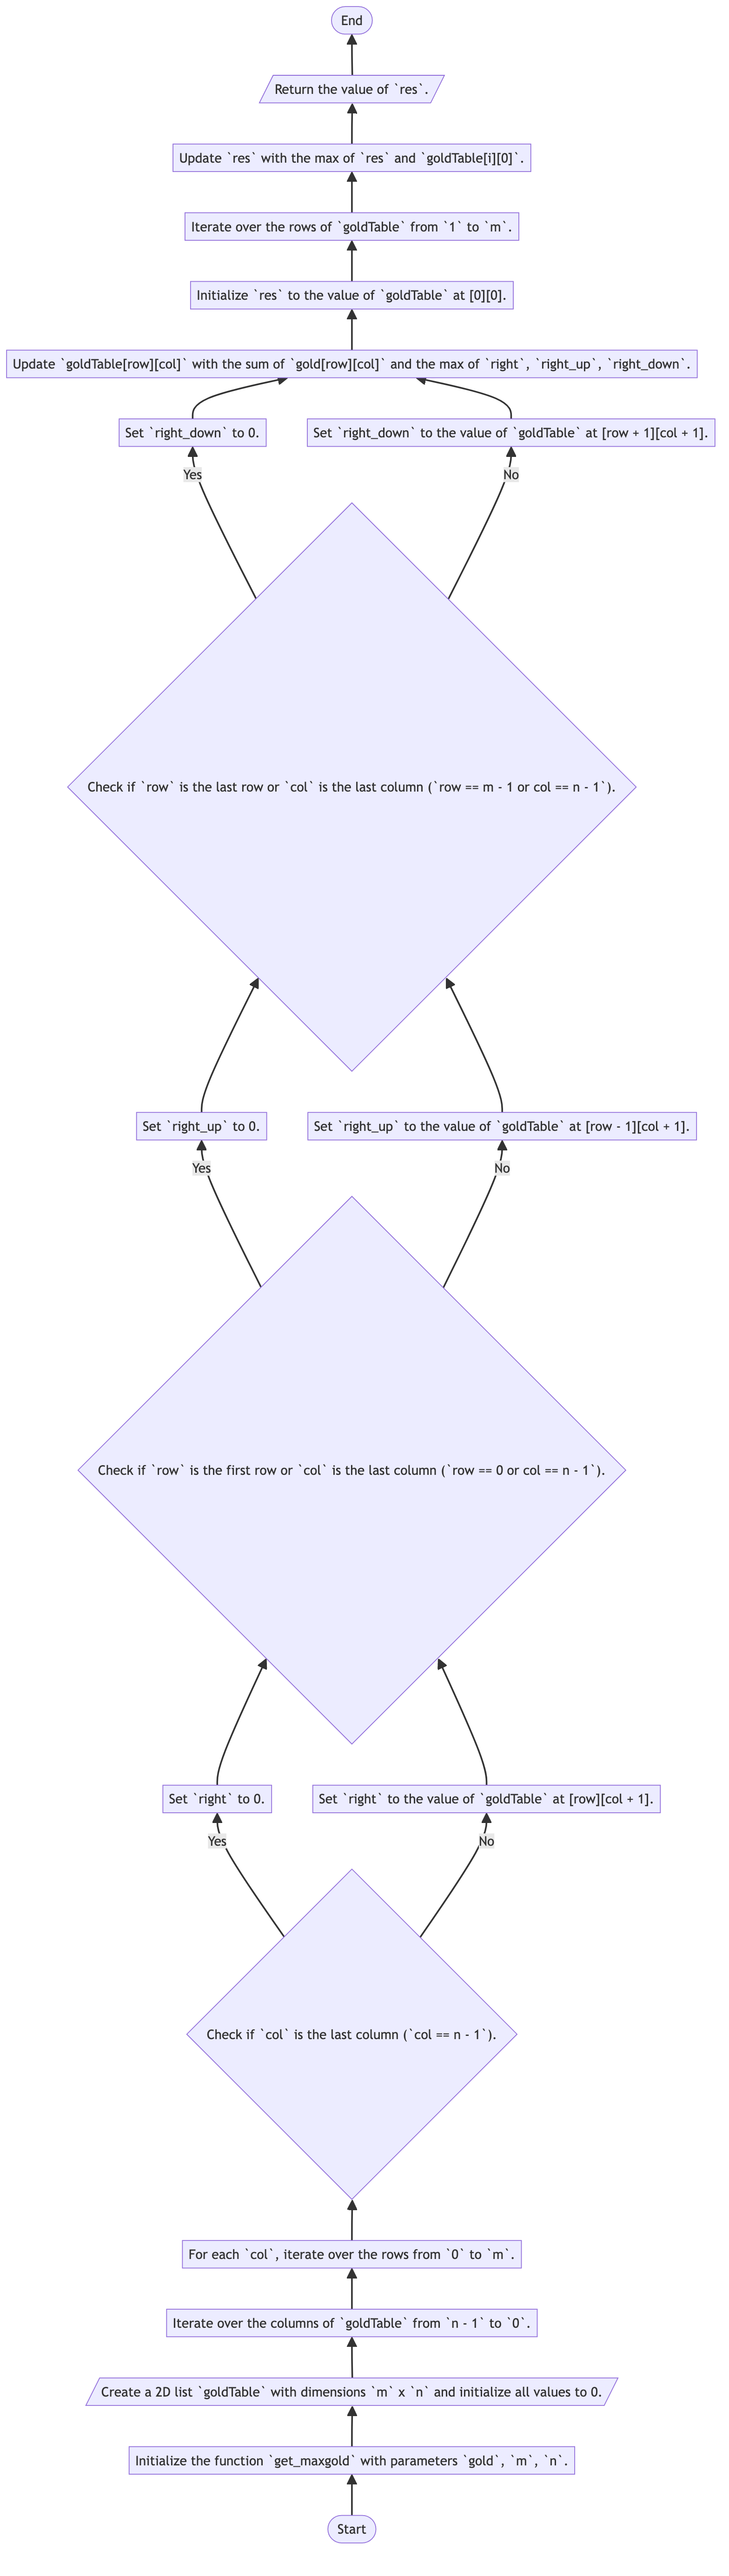 End
Return the value of `res`.
Update `res` with the max of `res` and `goldTable[i][0]`.
Iterate over the rows of `goldTable` from `1` to `m`.
Initialize `res` to the value of `goldTable` at [0][0].
Update `goldTable[row][col]` with the sum of `gold[row][col]` and the max of `right`, `right_up`, `right_down`.
Set `right_down` to 0.
Set `right_down` to the value of `goldTable` at [row + 1][col + 1].
Yes
No
Check if `row` is the last row or `col` is the last column (`row == m - 1 or col == n - 1`).
Set `right_up` to 0.
Set `right_up` to the value of `goldTable` at [row - 1][col + 1].
Yes
No
Check if `row` is the first row or `col` is the last column (`row == 0 or col == n - 1`).
Set `right` to 0.
Set `right` to the value of `goldTable` at [row][col + 1].
Yes
No
Check if `col` is the last column (`col == n - 1`).
For each `col`, iterate over the rows from `0` to `m`.
Iterate over the columns of `goldTable` from `n - 1` to `0`.
Create a 2D list `goldTable` with dimensions `m` x `n` and initialize all values to 0.
Initialize the function `get_maxgold` with parameters `gold`, `m`, `n`.
Start